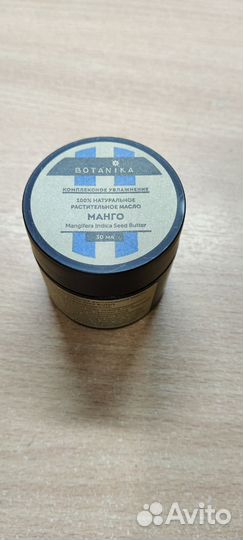 BOTANIKA
КОМПЛЕКСНОЕ УВЛАЖНЕНИЕ
100% НАТУРАЛЬНОЕ
РАСТИТЕЛЬНОЕ МАСЛО
МАНГО
Mangifera Indica Seed Butter
30 мл
Avito